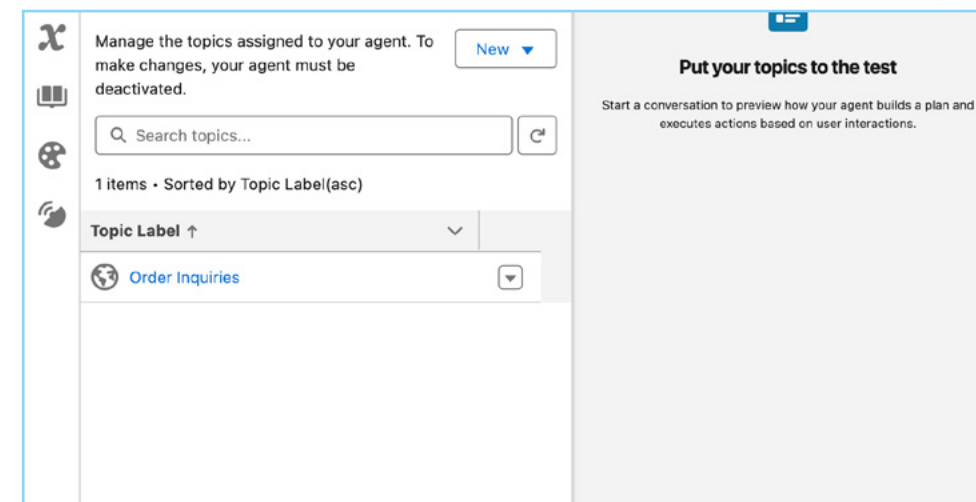 Manage the topics assigned to your agent. To
make changes, your agent must be
deactivated.
New
Search topics...
1 items • Sorted by Topic Label(asc)
Topic Label ↑
Order Inquiries
Put your topics to the test
Start a conversation to preview how your agent builds a plan and
executes actions based on user interactions.